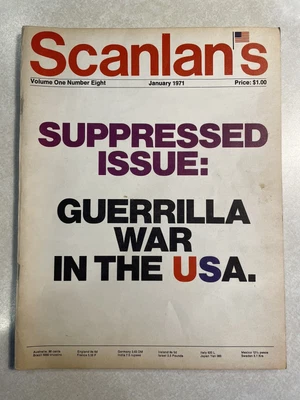 Scanlan's
Volume One Number Eight January 1971 Price: $1.00
SUPPRESSED
ISSUE:
GUERRILLA
WAR
IN THE USA.